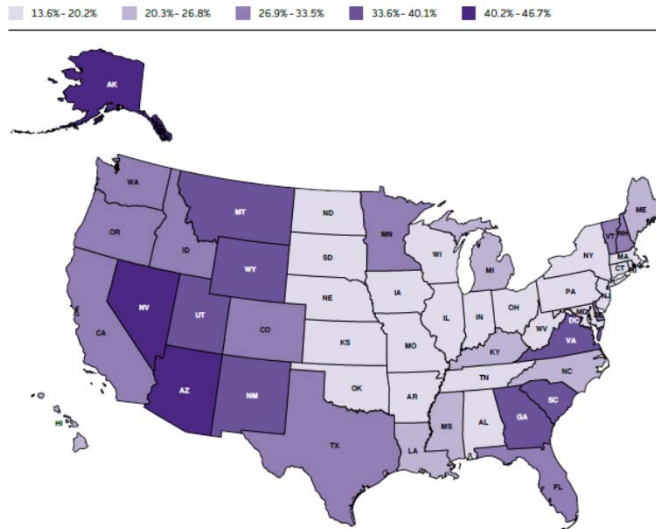 13.6%- 20.2% 20.3%- 26.8% 26.9%- 33.5% 33.6%- 40.1% 40.2%- 46.7%
AK
WA
ME
MT
ND
VT NH
MN
OR
NY
WI
MA
ID
SD
MI
CT
WY
PA
IA
NE
OH
MD
NV
IL
IN
DC
UT
WV
CO
VA
CA
KS
MO
KY
NC
TN
OK
AZ
NM
AR
SC
MS
AL
GA
HI
TX
LA
FL